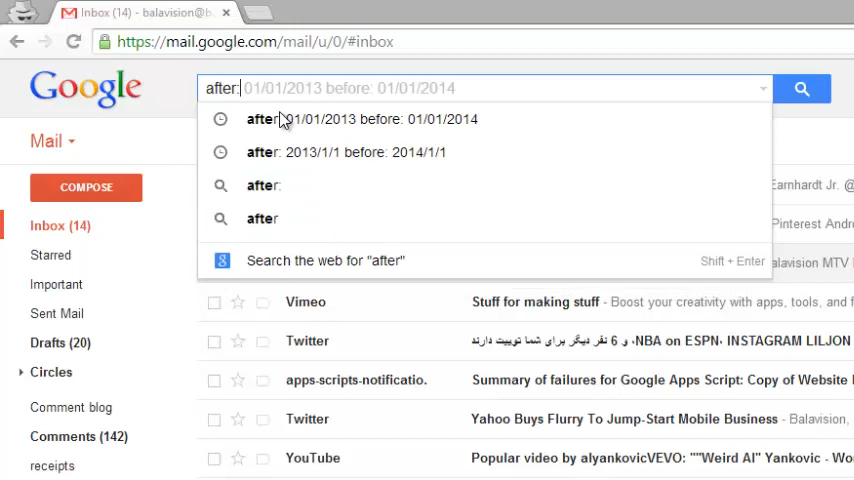 Inbox (14) - balavision@b
https://mail.google.com/mail/u/0/#inbox
Google
after: 01/01/2013 before: 01/01/2014
after: 01/01/2013 before: 01/01/2014
after: 2013/1/1 before: 2014/1/1
after:
after
Search the web for "after"
Shift + Enter
Mail
COMPOSE
Inbox (14)
Starred
Important
Sent Mail
Drafts (20)
Circles
Comment blog
Comments (142)
receipts
Earnhardt Jr. @
Pinterest Andr
alavision MTV
Vimeo
Stuff for making stuff - Boost your creativity with apps, tools, and f
Twitter
NBA on ESPN، INSTAGRAM LILJON، و 6 نفر دیگر برای شما توییت دارند
apps-scripts-notificatio.
Summary of failures for Google Apps Script: Copy of Website
Twitter
Yahoo Buys Flurry To Jump-Start Mobile Business - Balavision,
YouTube
Popular video by alyankovicVEVO: ""Weird Al" Yankovic - Wo